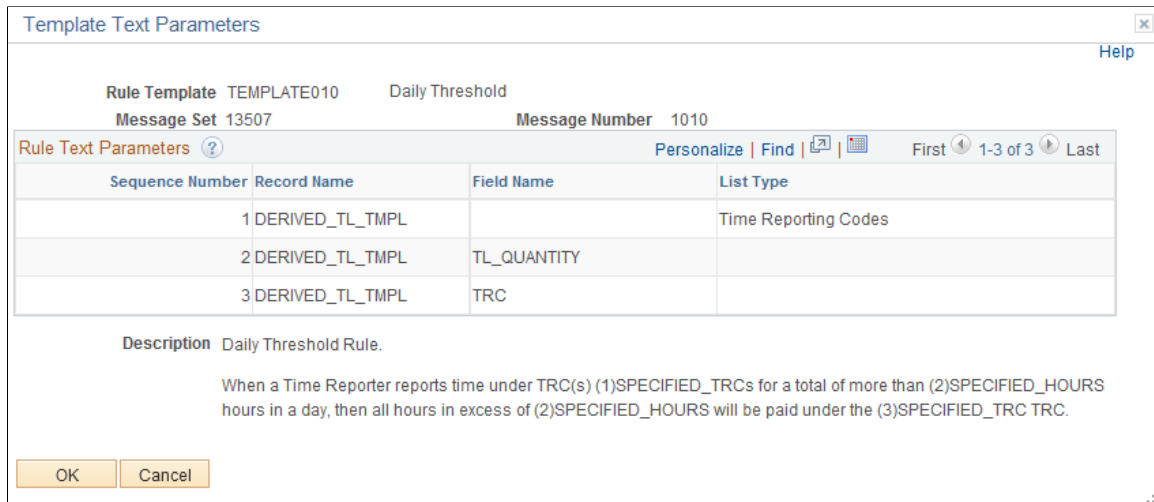 Template Text Parameters
Help
Rule Template TEMPLATE010 Daily Threshold
Message Set 13507 Message Number 1010
Rule Text Parameters ? Personalize | Find | | First 1-3 of 3 Last
Sequence Number Record Name Field Name List Type
1 DERIVED_TL_TMPL Time Reporting Codes
2 DERIVED_TL_TMPL TL_QUANTITY
3 DERIVED_TL_TMPL TRC
Description Daily Threshold Rule.
When a Time Reporter reports time under TRC(s) (1)SPECIFIED_TRCs for a total of more than (2)SPECIFIED_HOURS
hours in a day, then all hours in excess of (2)SPECIFIED_HOURS will be paid under the (3)SPECIFIED_TRC TRC.
OK Cancel